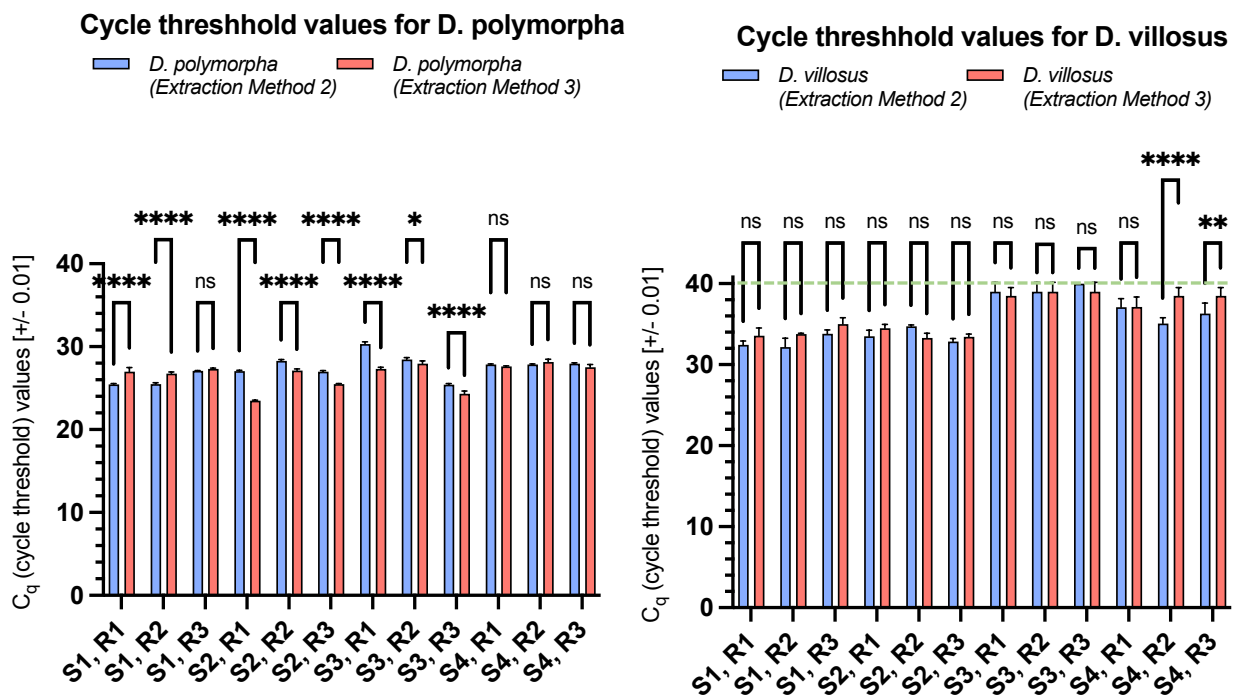 Cycle threshhold values for D. polymorpha
D. polymorpha
(Extraction Method 2)
D. polymorpha
(Extraction Method 3)
C_q (cycle threshold) values [+/- 0.01]
40
30
20
10
0
****
****
ns
****
****
****
****
*
****
ns
ns
ns
S1, R1
S1, R2
S1, R3
S2, R1
S2, R2
S2, R3
S3, R1
S3, R2
S3, R3
S4, R1
S4, R2
S4, R3
Cycle threshhold values for D. villosus
D. villosus
(Extraction Method 2)
D. villosus
(Extraction Method 3)
C_q (cycle threshold) values [+/- 0.01]
40
30
20
10
0
ns
ns
ns
ns
ns
ns
ns
ns
ns
ns
****
**
S1, R1
S1, R2
S1, R3
S2, R1
S2, R2
S2, R3
S3, R1
S3, R2
S3, R3
S4, R1
S4, R2
S4, R3